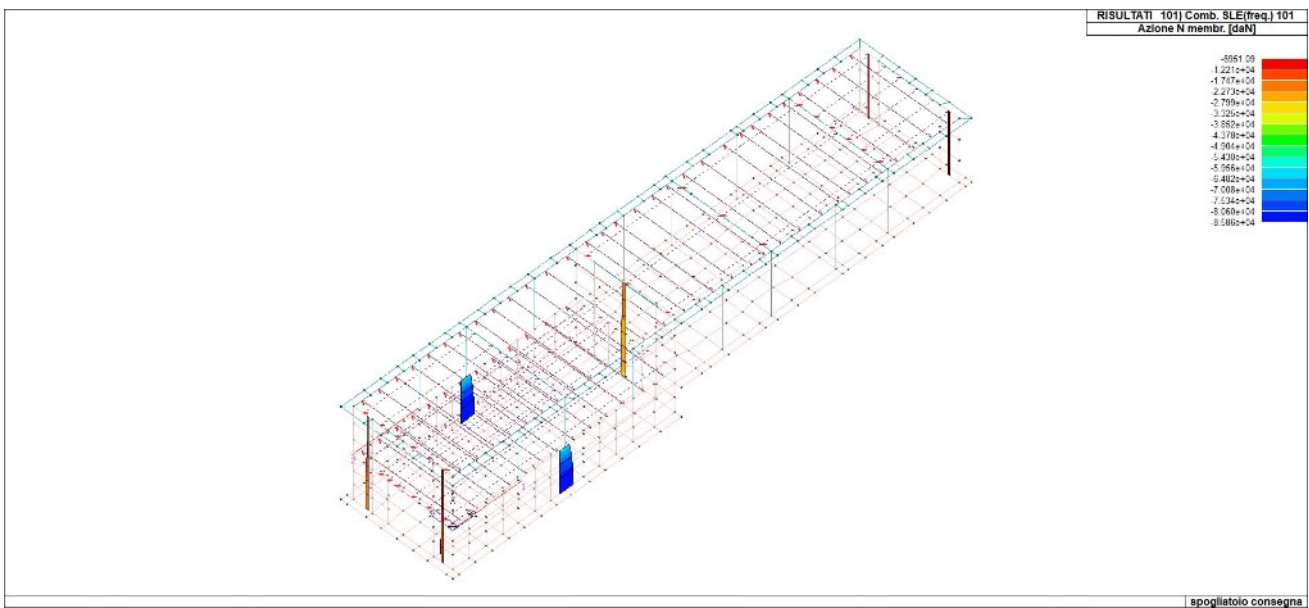 RISULTATI 101) Comb. SLE(freq.) 101
Azione N membr. [daN]
-6951.09
-1.221e+04
-1.747e+04
-2.273e+04
-2.799e+04
-3.325e+04
-3.852e+04
-4.378e+04
-4.904e+04
-5.430e+04
-5.956e+04
-6.482e+04
-7.008e+04
-7.534e+04
-8.060e+04
-8.586e+04
spogliatoio consegna